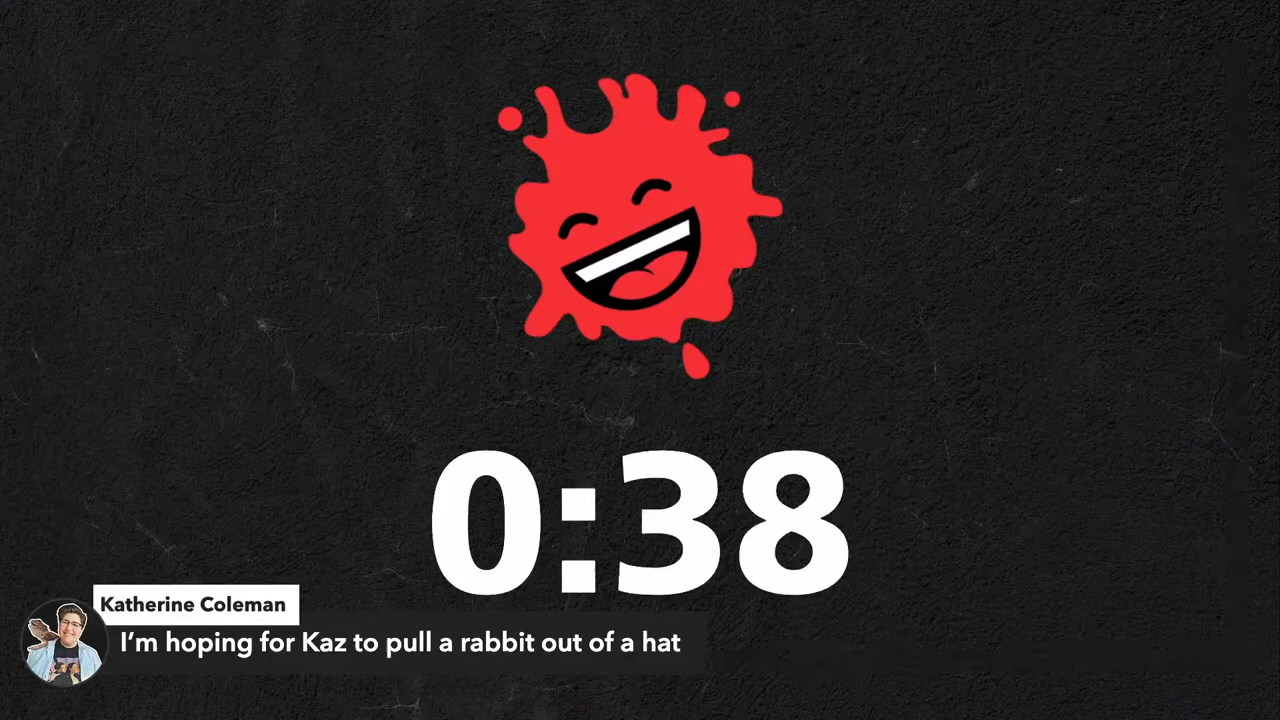 0:38
Katherine Coleman
I’m hoping for Kaz to pull a rabbit out of a hat